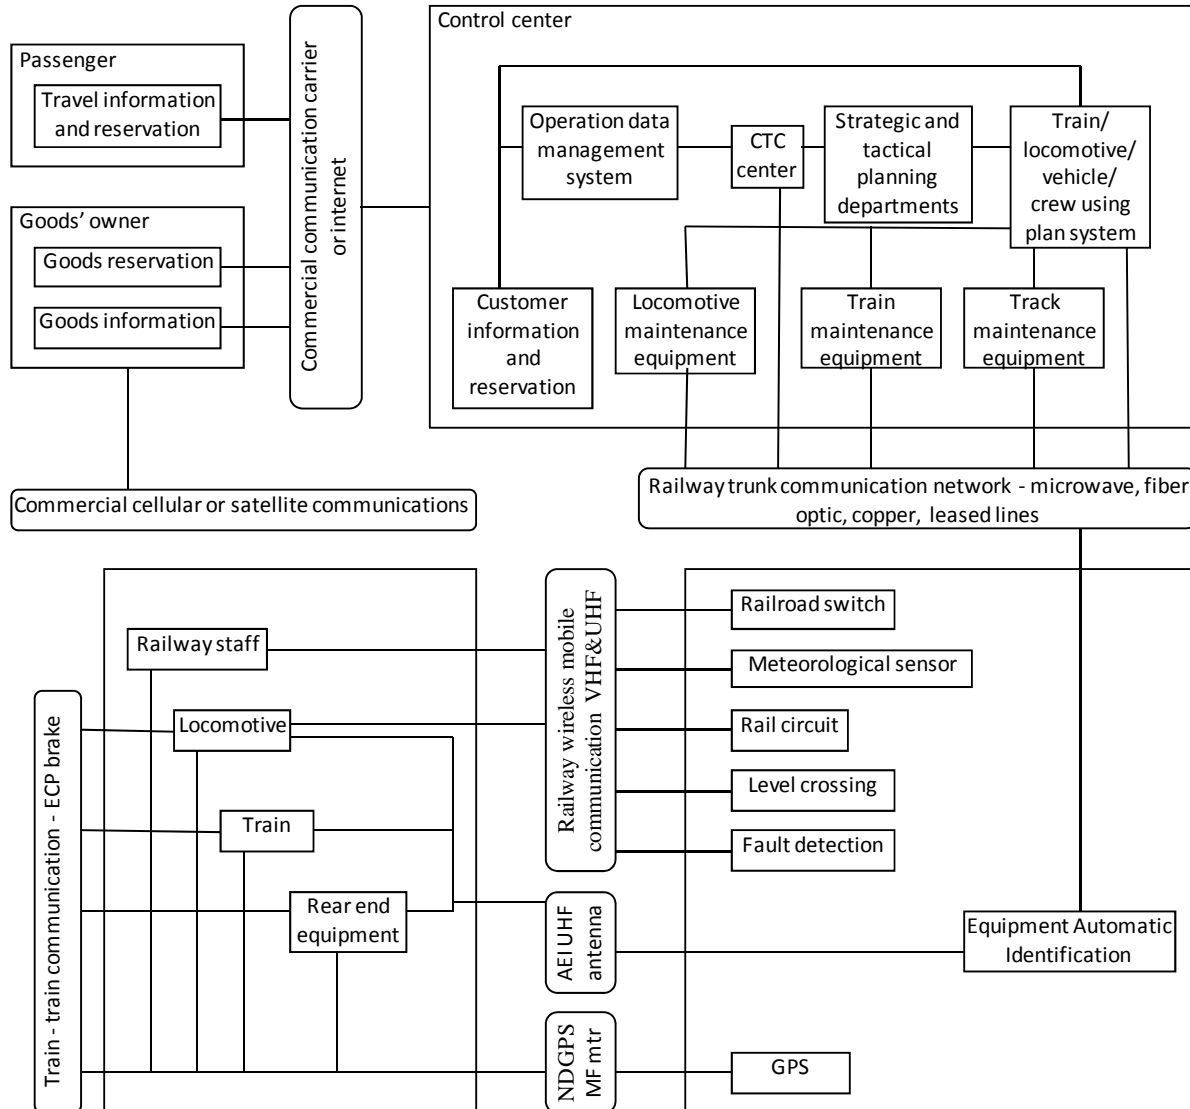 Control center
Passenger
Travel information
and reservation
Goods' owner
Goods reservation
Goods information
Commercial communication carrier
or internet
Operation data
management
system
CTC
center
Strategic and
tactical
planning
departments
Train/
locomotive/
vehicle/
crew using
plan system
Customer
information
and
reservation
Locomotive
maintenance
equipment
Train
maintenance
equipment
Track
maintenance
equipment
Commercial cellular or satellite communications
Railway trunk communication network - microwave, fiber
optic, copper, leased lines
Train - train communication - ECP brake
Railway staff
Locomotive
Train
Rear end
equipment
Railway wireless mobile
communication VHF&UHF
AEI UHF
antenna
NDGPS
MF mtr
Railroad switch
Meteorological sensor
Rail circuit
Level crossing
Fault detection
Equipment Automatic
Identification
GPS